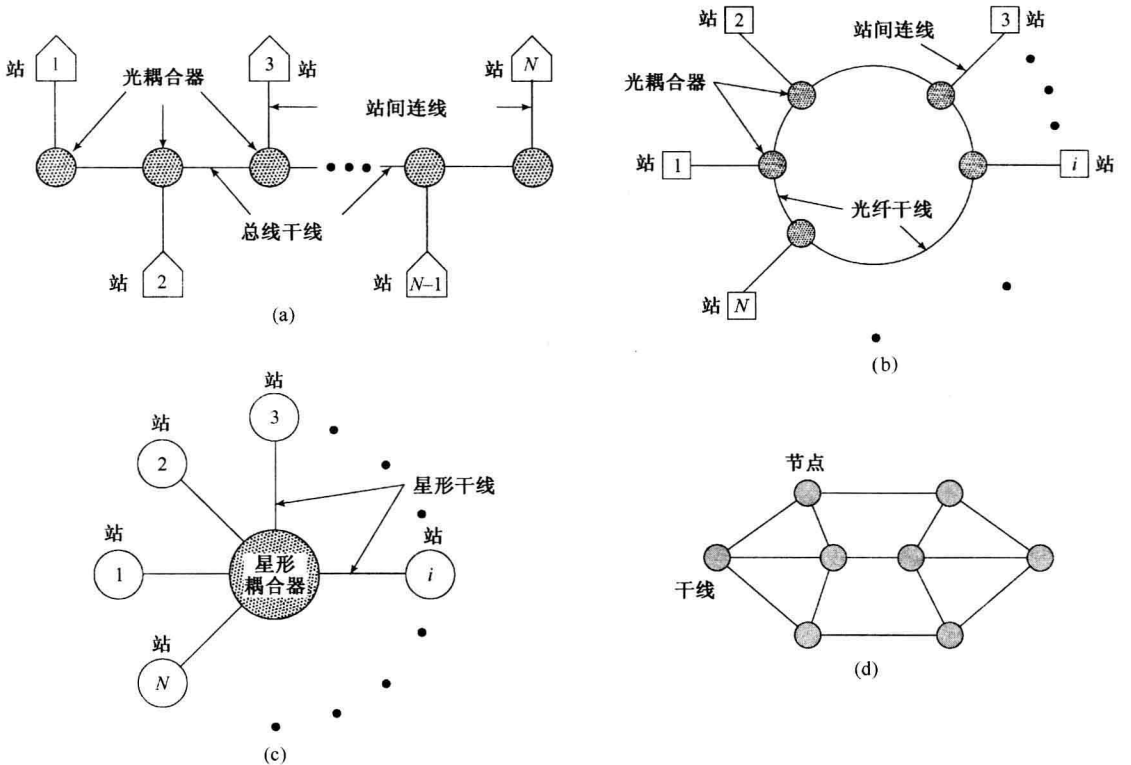 站
1
光耦合器
3
站
站
N
站间连线
总线干线
站
2
站
N–1
(a)
站
2
3
站
站间连线
光耦合器
站
1
i
站
光纤干线
站
N
(b)
站
3
站
2
星形干线
站
1
星形
耦合器
站
i
站
N
(c)
节点
干线
(d)